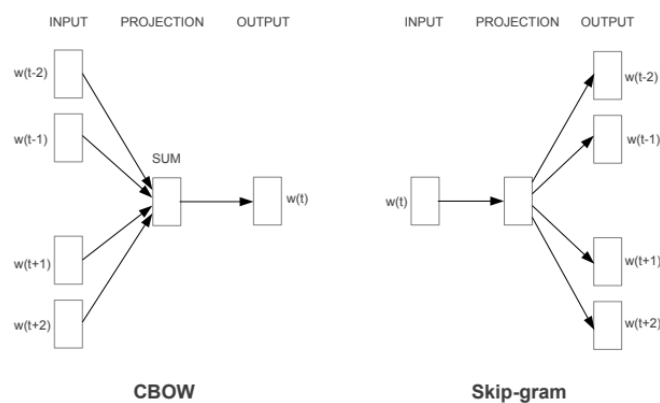 INPUT PROJECTION OUTPUT
w(t-2)
w(t-1)
SUM
w(t)
w(t+1)
w(t+2)
CBOW
INPUT PROJECTION OUTPUT
w(t-2)
w(t-1)
w(t)
w(t+1)
w(t+2)
Skip-gram